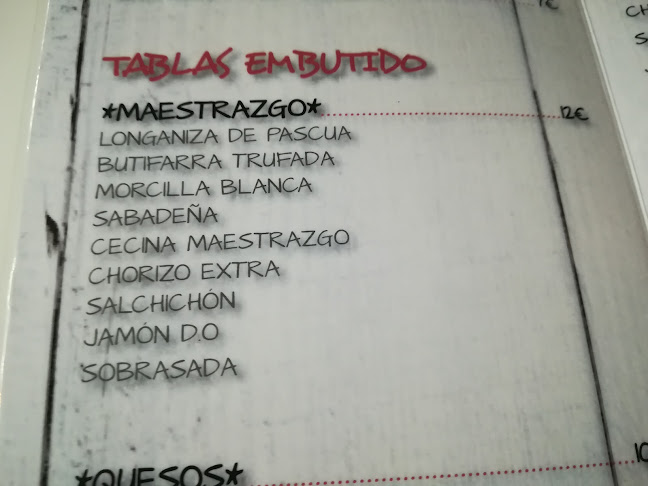 TABLAS EMBUTIDO
*MAESTRAZGO*..............................12€
LONGANIZA DE PASCUA
BUTIFARRA TRUFADA
MORCILLA BLANCA
SABADEÑA
CECINA MAESTRAZGO
CHORIZO EXTRA
SALCHICHÓN
JAMÓN D.O
SOBRASADA
*QUESOS*